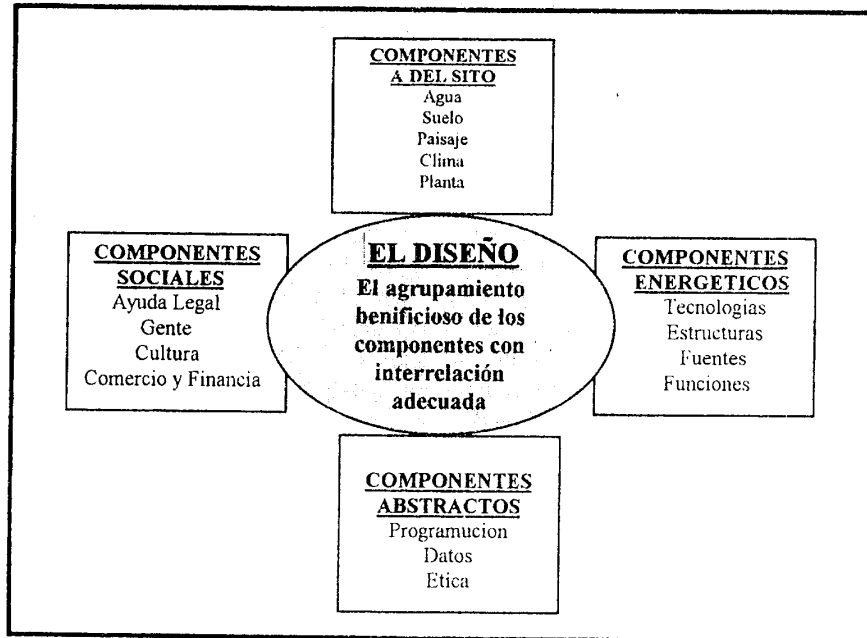 COMPONENTES
A DEL SITO
Agua
Suelo
Paisaje
Clima
Planta
COMPONENTES
SOCIALES
Ayuda Legal
Gente
Cultura
Comercio y Financia
EL DISEÑO
El agrupamiento
benificioso de los
componentes con
interrelación
adecuada
COMPONENTES
ENERGETICOS
Tecnologias
Estructuras
Fuentes
Funciones
COMPONENTES
ABSTRACTOS
Programucion
Datos
Etica